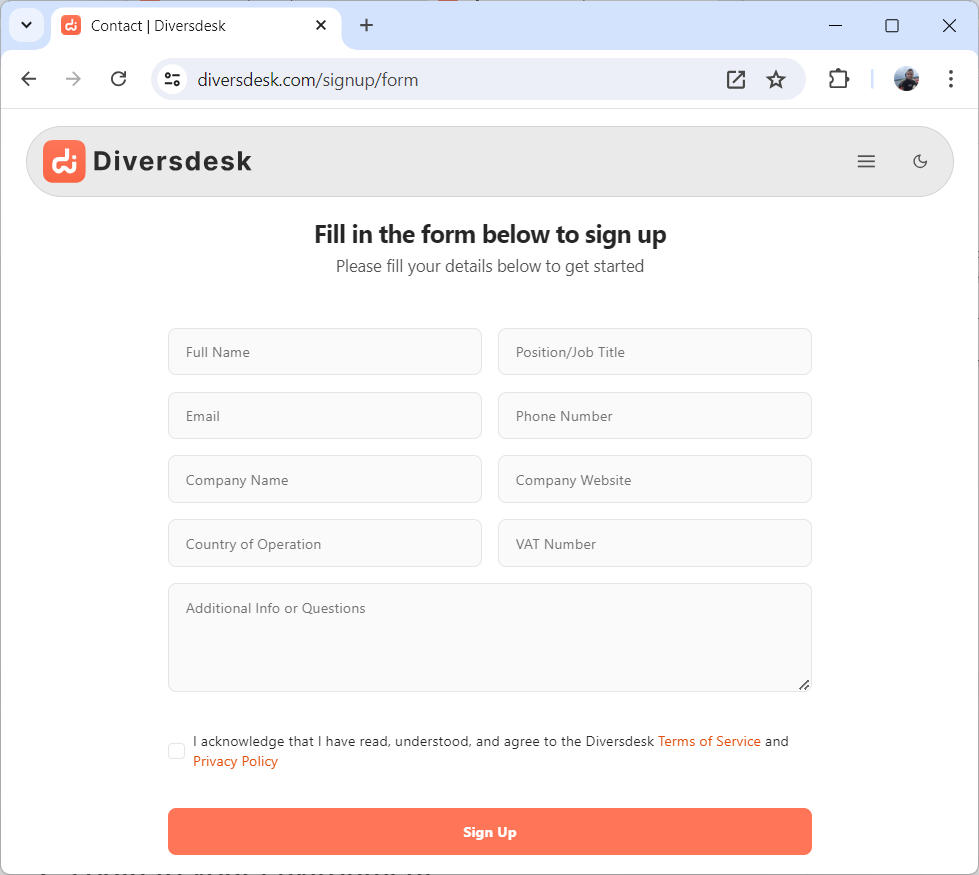 Contact | Diversdesk
diversdesk.com/signup/form
Diversdesk
Fill in the form below to sign up
Please fill your details below to get started
Full Name
Position/Job Title
Email
Phone Number
Company Name
Company Website
Country of Operation
VAT Number
Additional Info or Questions
I acknowledge that I have read, understood, and agree to the Diversdesk Terms of Service and
Privacy Policy
Sign Up